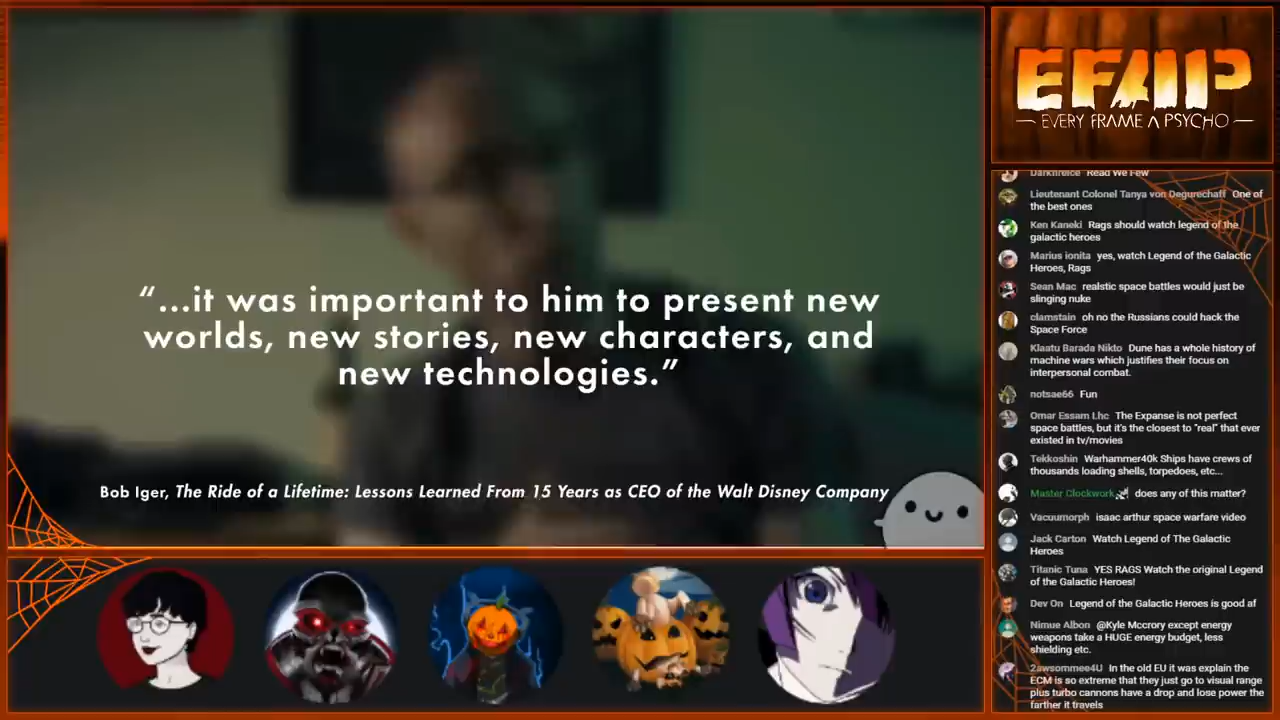 “...it was important to him to present new
worlds, new stories, new characters, and
new technologies.”
Bob Iger, The Ride of a Lifetime: Lessons Learned From 15 Years as CEO of the Walt Disney Company
EFAP
— EVERY FRAME A PSYCHO —
Darkfreice Read We Few
Lieutenant Colonel Tanya von Degurechaff One of
the best ones
Ken Kaneki Rags should watch legend of the
galactic heroes
Marius ionita yes, watch Legend of the Galactic
Heroes, Rags
Sean Mac realstic space battles would just be
slinging nuke
clamstain oh no the Russians could hack the
Space Force
Klaatu Barada Nikto Dune has a whole history of
machine wars which justifies their focus on
interpersonal combat.
notsae66 Fun
Omar Essam Lhc The Expanse is not perfect
space battles, but it's the closest to "real" that ever
existed in tv/movies
Tekkoshin Warhammer40k Ships have crews of
thousands loading shells, torpedoes, etc...
Master Clockwork does any of this matter?
Vacuumorph isaac arthur space warfare video
Jack Carton Watch Legend of The Galactic
Heroes
Titanic Tuna YES RAGS Watch the original Legend
of the Galactic Heroes!
Dev On Legend of the Galactic Heroes is good af
Nimue Albon @Kyle Mccrory except energy
weapons take a HUGE energy budget, less
shielding etc.
2awsommee4U In the old EU it was explain the
ECM is so extreme that they just go to visual range
plus turbo cannons have a drop and lose power the
farther it travels